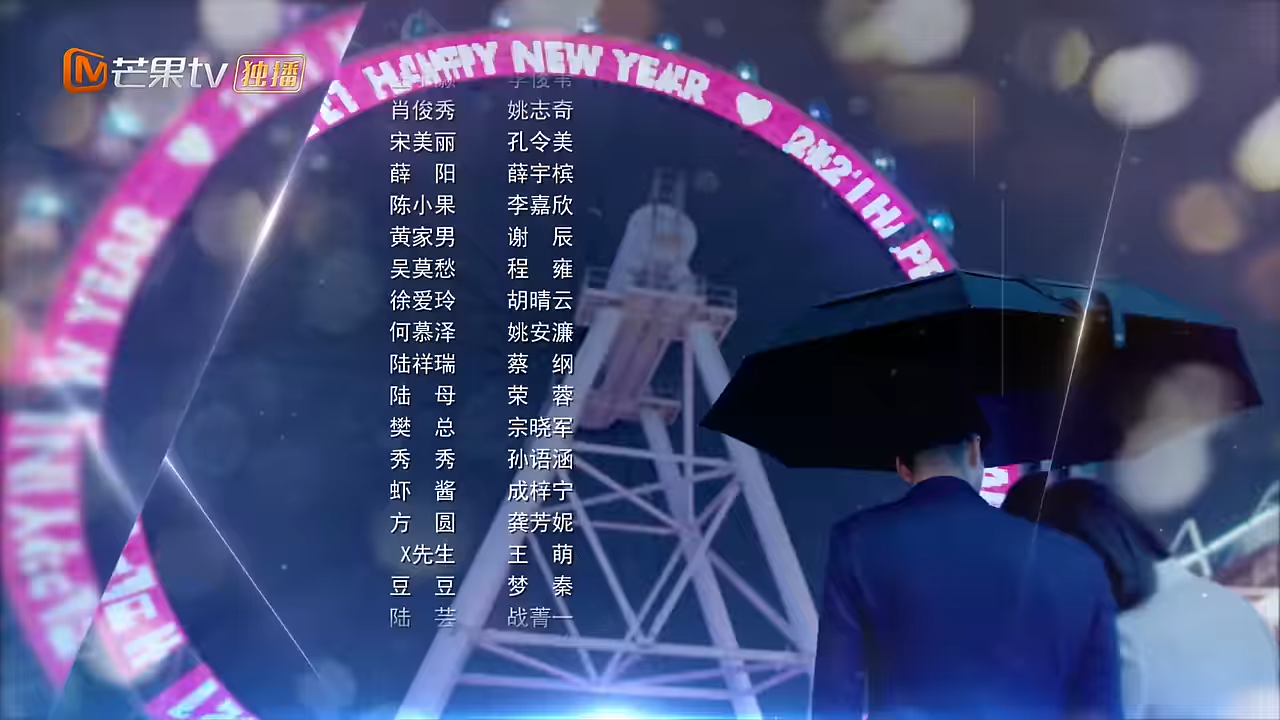 芒果tv 独播
HAPPY NEW YEAR
李俊韦
肖俊秀 姚志奇
宋美丽 孔令美
薛 阳 薛宇槟
陈小果 李嘉欣
黄家男 谢 辰
吴莫愁 程 雍
徐爱玲 胡晴云
何慕泽 姚安濂
陆祥瑞 蔡 纲
陆 母 荣 蓉
樊 总 宗晓军
秀 秀 孙语涵
虾 酱 成梓宁
方 圆 龚芳妮
X先生 王 萌
豆 豆 梦 秦
陆 芸 战菁一
W YEAR